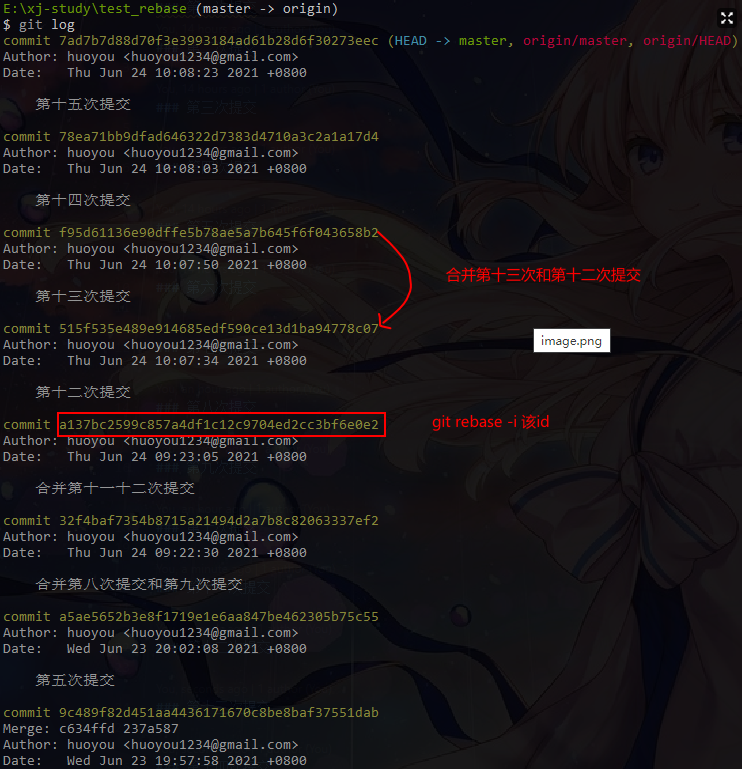 E:\xj-study\test_rebase (master -> origin)
$ git log
commit 7ad7b7d88d70f3e3993184ad61b28d6f30273eec (HEAD -> master, origin/master, origin/HEAD)
Author: huoyou <huoyou1234@gmail.com>
Date:   Thu Jun 24 10:08:23 2021 +0800
第十五次提交
commit 78ea71bb9dfad646322d7383d4710a3c2a1a17d4
Author: huoyou <huoyou1234@gmail.com>
Date:   Thu Jun 24 10:08:03 2021 +0800
第十四次提交
commit f95d61136e90dffe5b78ae5a7b645f6f043658b2
Author: huoyou <huoyou1234@gmail.com>
Date:   Thu Jun 24 10:07:50 2021 +0800
合并第十三次和第十二次提交
第十三次提交
commit 515f535e489e914685edf590ce13d1ba94778c07
Author: huoyou <huoyou1234@gmail.com>
image.png
Date:   Thu Jun 24 10:07:34 2021 +0800
第十二次提交
commit a137bc2599c857a4df1c12c9704ed2cc3bf6e0e2
git rebase -i 该id
Author: huoyou <huoyou1234@gmail.com>
Date:   Thu Jun 24 09:23:05 2021 +0800
合并第十一十二次提交
commit 32f4baf7354b8715a21494d2a7b8c82063337ef2
Author: huoyou <huoyou1234@gmail.com>
Date:   Thu Jun 24 09:22:30 2021 +0800
合并第八次提交和第九次提交
commit a5ae5652b3e8f1719e1e6aa847be462305b75c55
Author: huoyou <huoyou1234@gmail.com>
Date:   Wed Jun 23 20:02:08 2021 +0800
第五次提交
commit 9c489f82d451aa4436171670c8be8baf37551dab
Merge: c634ffd 237a587
Author: huoyou <huoyou1234@gmail.com>
Date:   Wed Jun 23 19:57:58 2021 +0800